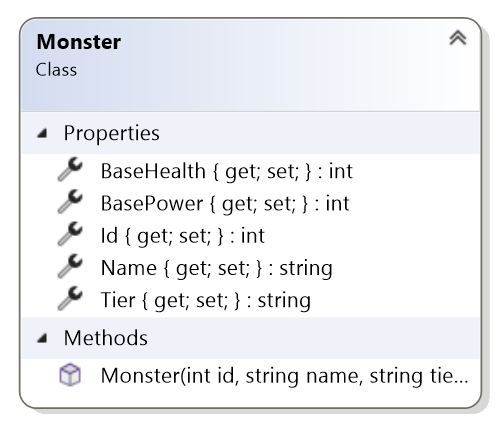 Monster
Class
Properties
BaseHealth { get; set; } : int
BasePower { get; set; } : int
Id { get; set; } : int
Name { get; set; } : string
Tier { get; set; } : string
Methods
Monster(int id, string name, string tie...